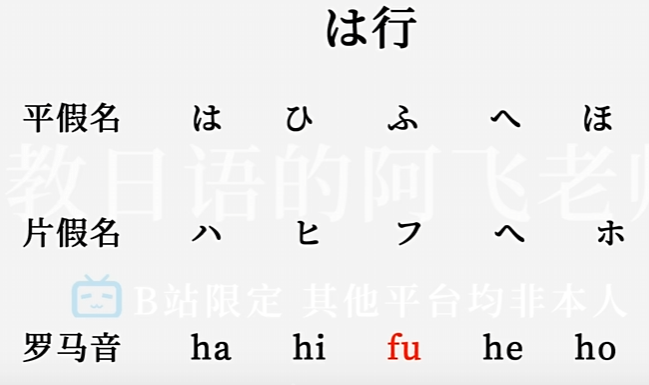 は行
平假名 は ひ ふ へ ほ
教日语的阿飞老师
片假名 ハ ヒ フ ヘ ホ
B站限定 其他平台均非本人
罗马音 ha hi fu he ho